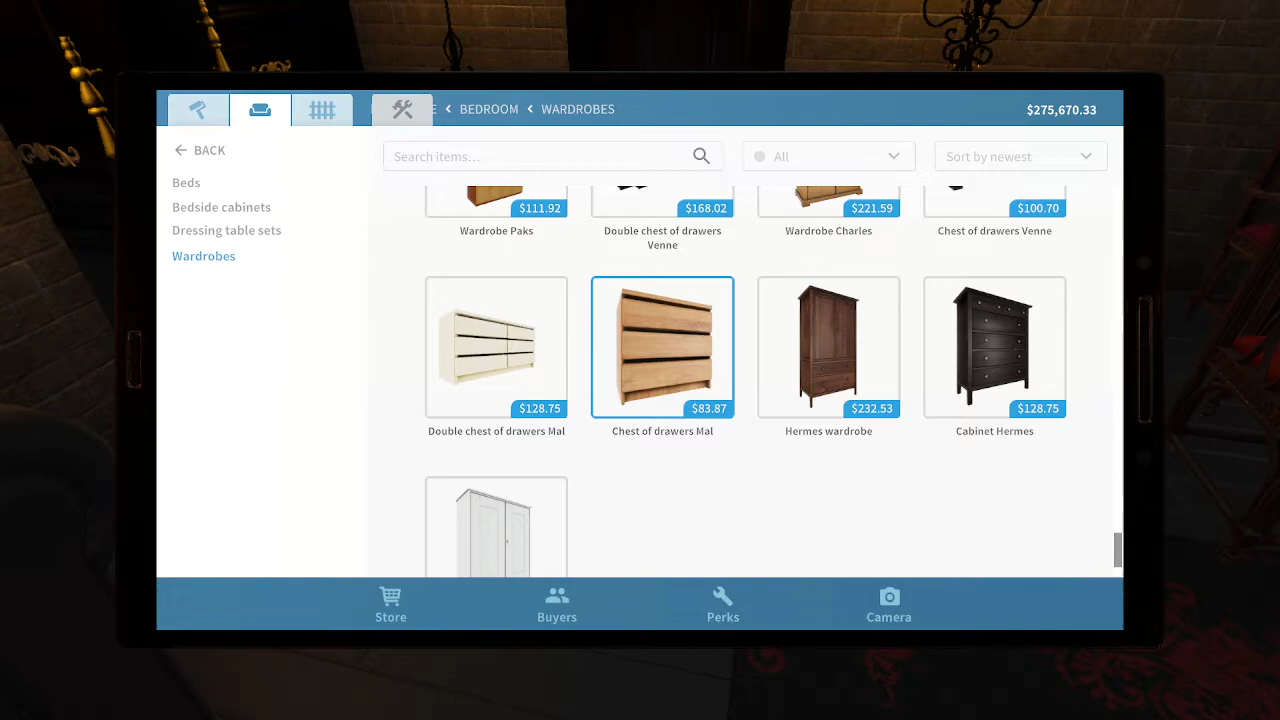 E < BEDROOM < WARDROBES
$275,670.33
BACK
Search items...
All
Sort by newest
Beds
Bedside cabinets
Dressing table sets
Wardrobes
$111.92
$168.02
$221.59
$100.70
Wardrobe Paks
Double chest of drawers
Venne
Wardrobe Charles
Chest of drawers Venne
$128.75
$83.87
$232.53
$128.75
Double chest of drawers Mal
Chest of drawers Mal
Hermes wardrobe
Cabinet Hermes
Store
Buyers
Perks
Camera